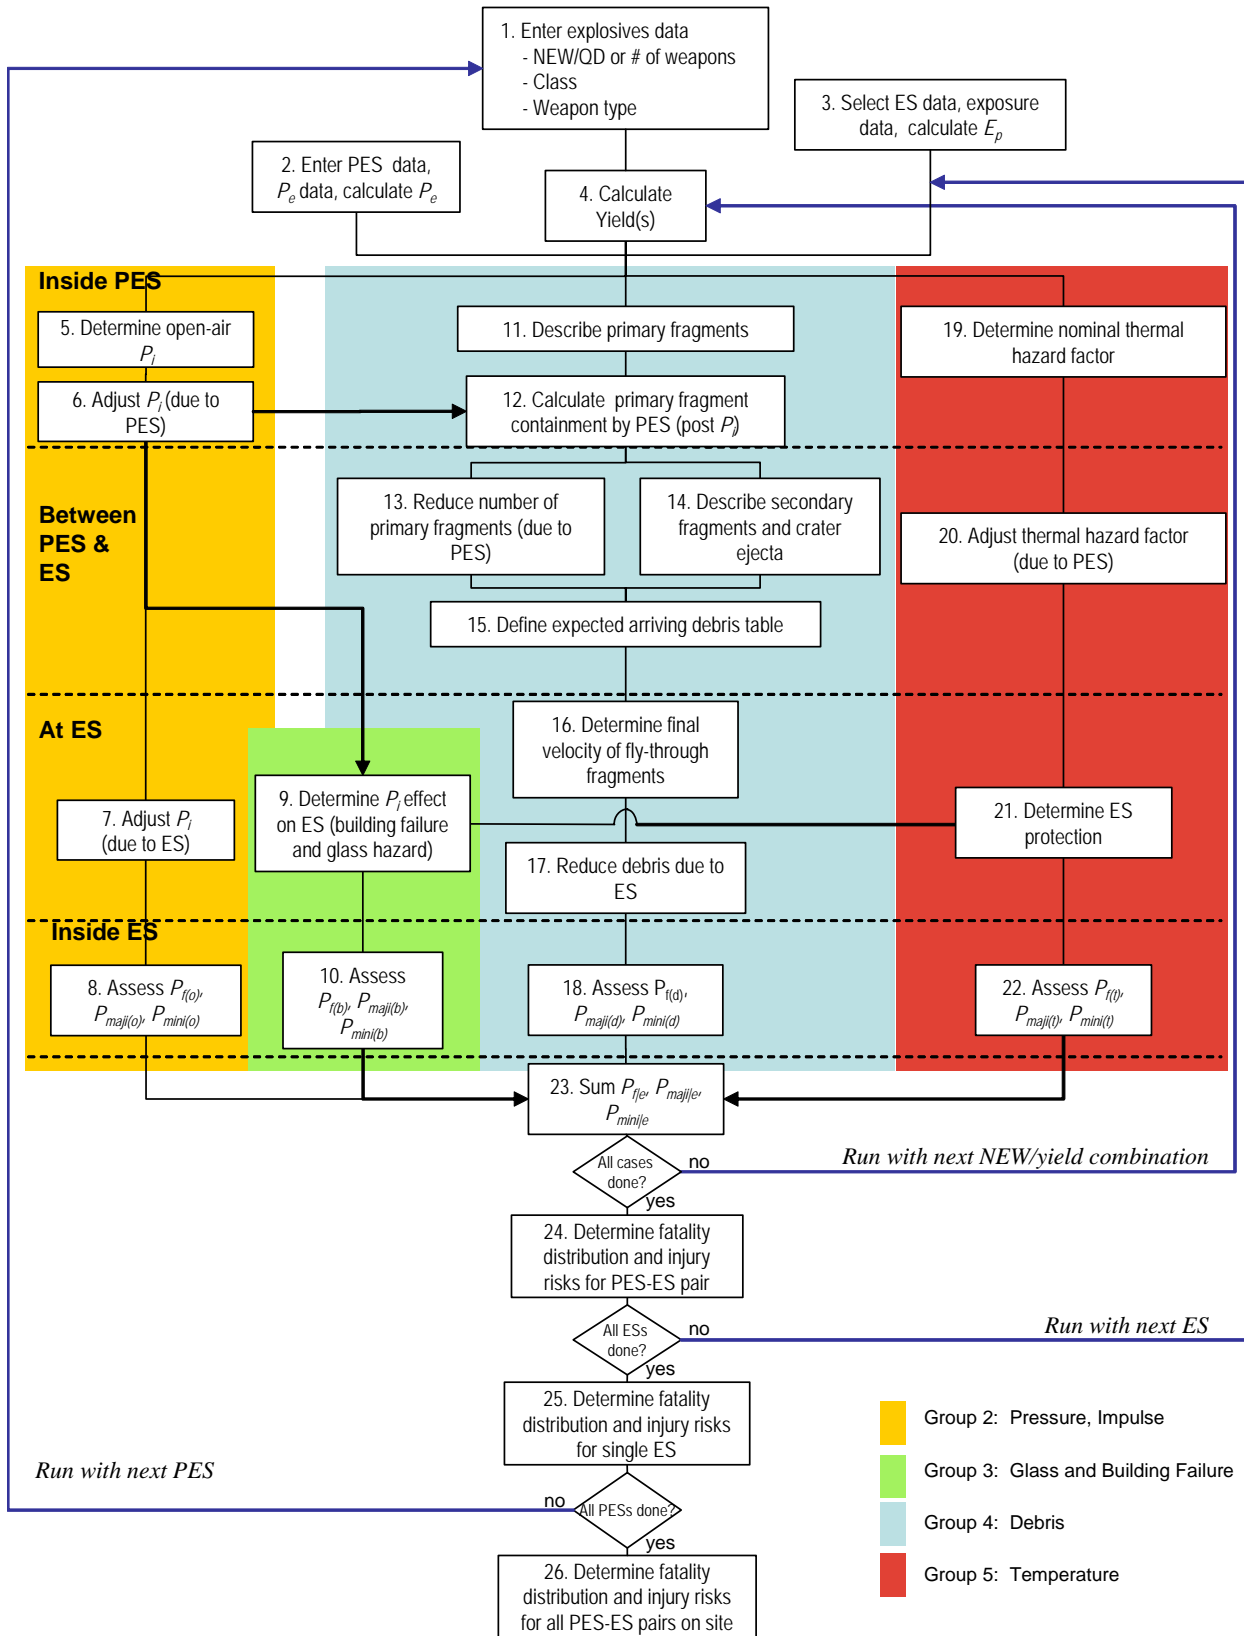 1. Enter explosives data
- NEW/QD or # of weapons
- Class
- Weapon type
3. Select ES data, exposure
data, calculate Ep
2. Enter PES data,
Pe data, calculate Pe
4. Calculate
Yield(s)
Inside PES
5. Determine open-air
Pi
6. Adjust Pi (due to
PES)
11. Describe primary fragments
12. Calculate primary fragment
containment by PES (post Pi)
19. Determine nominal thermal
hazard factor
Between
PES &
ES
13. Reduce number of
primary fragments (due to
PES)
14. Describe secondary
fragments and crater
ejecta
15. Define expected arriving debris table
20. Adjust thermal hazard factor
(due to PES)
At ES
7. Adjust Pi
(due to ES)
9. Determine Pi effect
on ES (building failure
and glass hazard)
16. Determine final
velocity of fly-through
fragments
17. Reduce debris due to
ES
21. Determine ES
protection
Inside ES
8. Assess Pf(o),
Pmaji(o), Pmini(o)
10. Assess
Pf(b), Pmaji(b),
Pmini(b)
18. Assess Pf(d),
Pmaji(d), Pmini(d)
22. Assess Pf(t),
Pmaji(t), Pmini(t)
23. Sum Pf|e, Pmaji|e,
Pmini|e
All cases
done?
no
Run with next NEW/yield combination
yes
24. Determine fatality
distribution and injury
risks for PES-ES pair
All ESs
done?
no
Run with next ES
yes
25. Determine fatality
distribution and injury risks
for single ES
Run with next PES
no
All PESs done?
yes
26. Determine fatality
distribution and injury risks
for all PES-ES pairs on site
Group 2: Pressure, Impulse
Group 3: Glass and Building Failure
Group 4: Debris
Group 5: Temperature